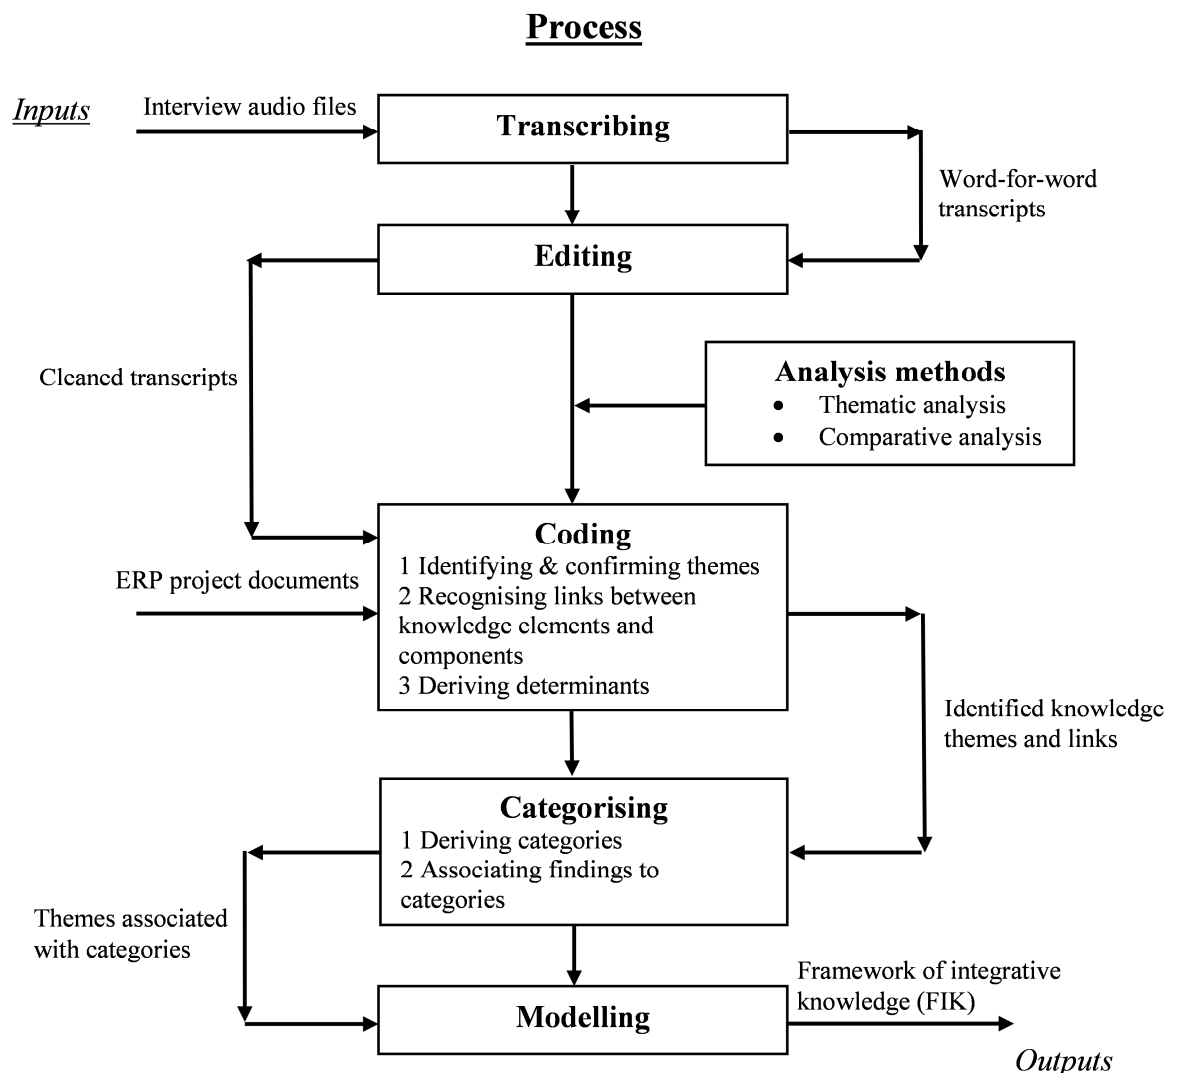 Process
Inputs
Interview audio files
Transcribing
Word-for-word
transcripts
Editing
Cleaned transcripts
Analysis methods
• Thematic analysis
• Comparative analysis
Coding
1 Identifying & confirming themes
2 Recognising links between
knowledge elements and
components
3 Deriving determinants
ERP project documents
Identified knowledge
themes and links
Categorising
1 Deriving categories
2 Associating findings to
categories
Themes associated
with categories
Framework of integrative
knowledge (FIK)
Modelling
Outputs